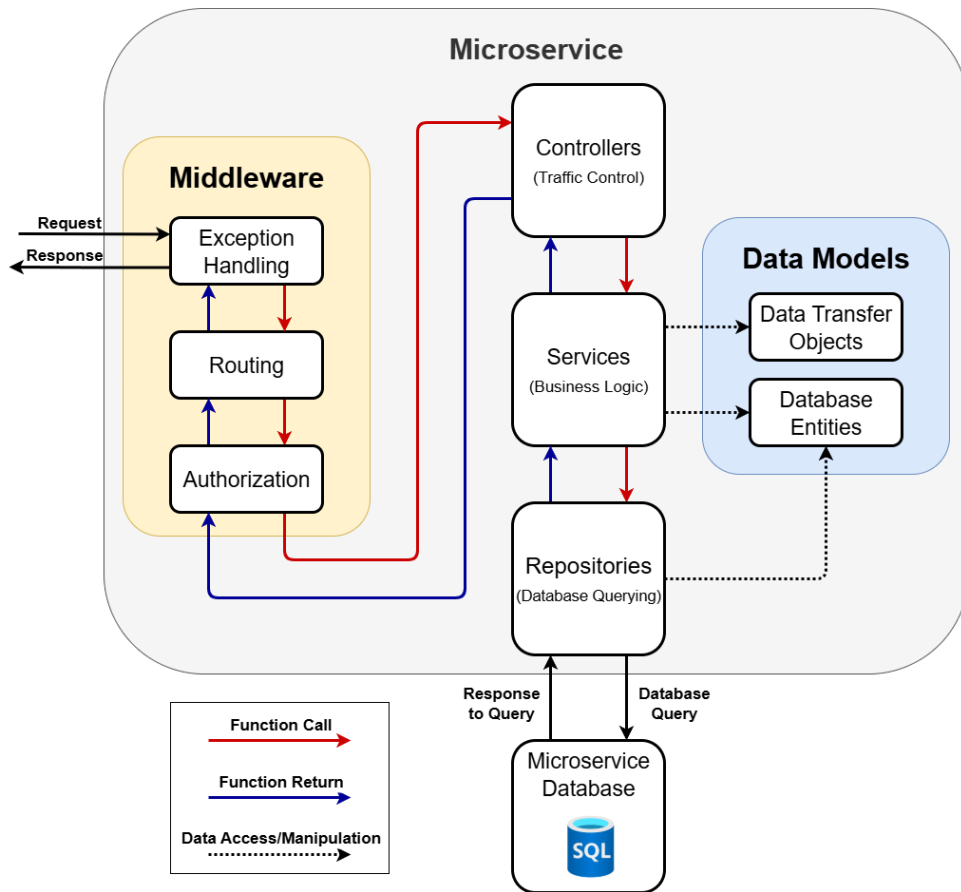 Microservice
Middleware
Request
Response
Exception
Handling
Routing
Authorization
Controllers
(Traffic Control)
Services
(Business Logic)
Repositories
(Database Querying)
Data Models
Data Transfer
Objects
Database
Entities
Response
to Query
Database
Query
Microservice
Database
SQL
Function Call
Function Return
Data Access/Manipulation